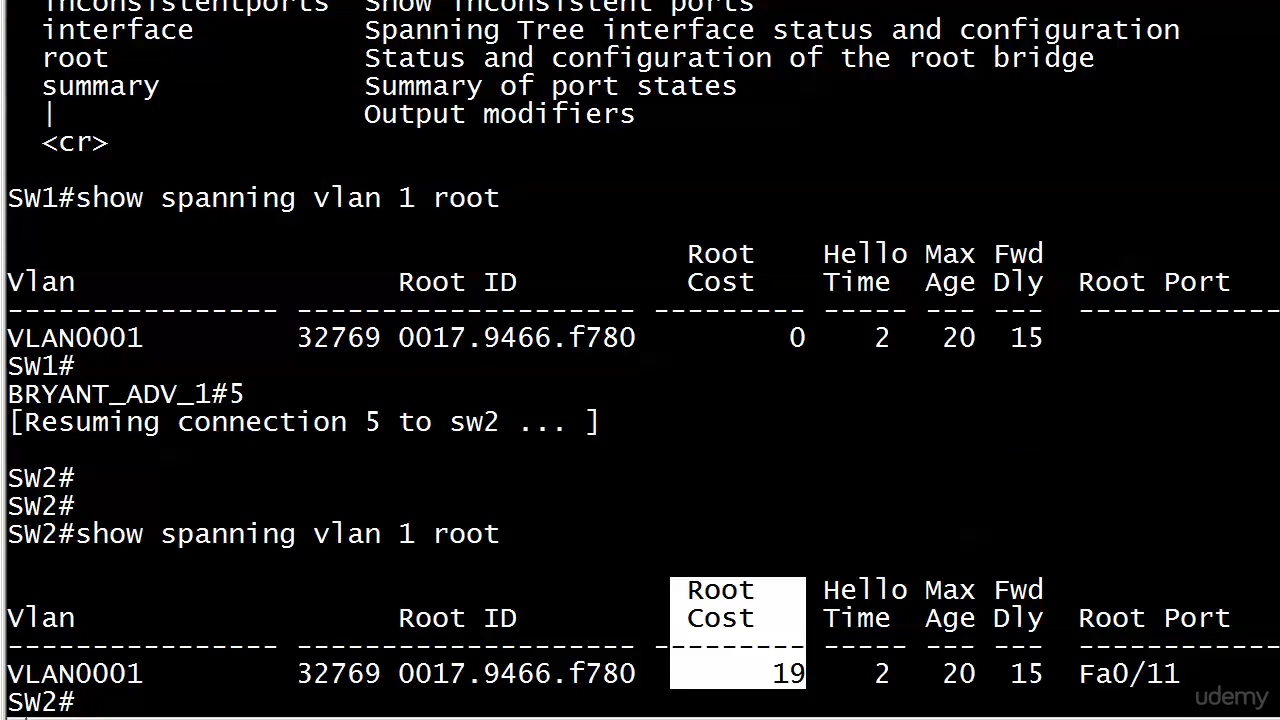 inconsistentports  Show inconsistent ports
interface          Spanning Tree interface status and configuration
root               Status and configuration of the root bridge
summary            Summary of port states
|                  Output modifiers
<cr>
SW1#show spanning vlan 1 root
                                        Root    Hello Max Fwd
Vlan                   Root ID          Cost    Time  Age Dly  Root Port
---------------- -------------------- --------- ----- --- ---  ------------
VLAN0001         32769 0017.9466.f780         0    2   20  15
SW1#
BRYANT_ADV_1#5
[Resuming connection 5 to sw2 ... ]
SW2#
SW2#
SW2#show spanning vlan 1 root
                                        Root    Hello Max Fwd
Vlan                   Root ID          Cost    Time  Age Dly  Root Port
---------------- -------------------- --------- ----- --- ---  ------------
VLAN0001         32769 0017.9466.f780        19    2   20  15  Fa0/11
SW2#
udemy